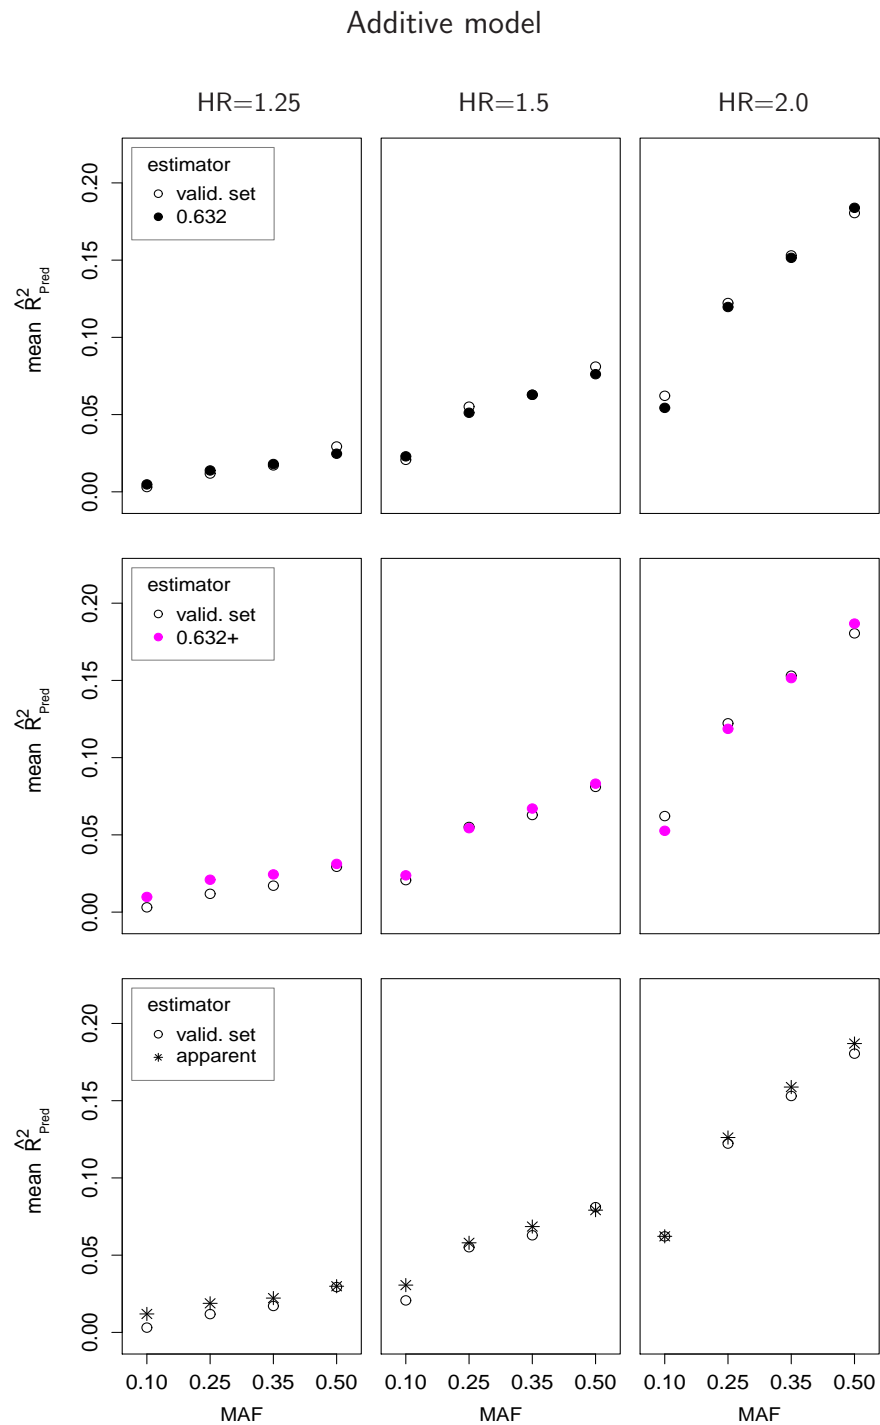 Additive model
HR=1.25 HR=1.5 HR=2.0
estimator
valid. set
0.632
0.00 0.05 0.10 0.15 0.20
mean R̂²Pred
estimator
valid. set
0.632+
0.00 0.05 0.10 0.15 0.20
mean R̂²Pred
estimator
valid. set
apparent
0.00 0.05 0.10 0.15 0.20
mean R̂²Pred
0.10 0.25 0.35 0.50 0.10 0.25 0.35 0.50 0.10 0.25 0.35 0.50
MAF MAF MAF